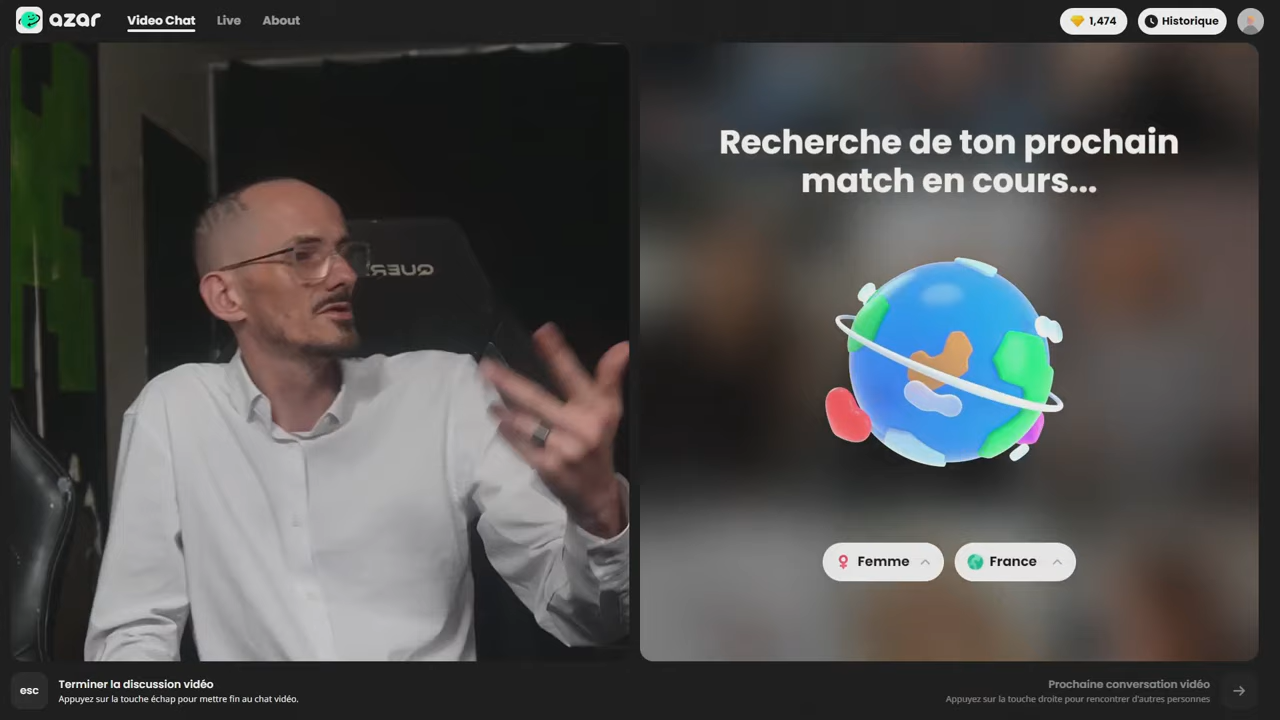 azar
Video Chat
Live
About
1,474
Historique
QUER
Recherche de ton prochain
match en cours...
Femme
France
esc
Terminer la discussion vidéo
Appuyez sur la touche échap pour mettre fin au chat vidéo.
Prochaine conversation vidéo
Appuyez sur la touche droite pour rencontrer d'autres personnes